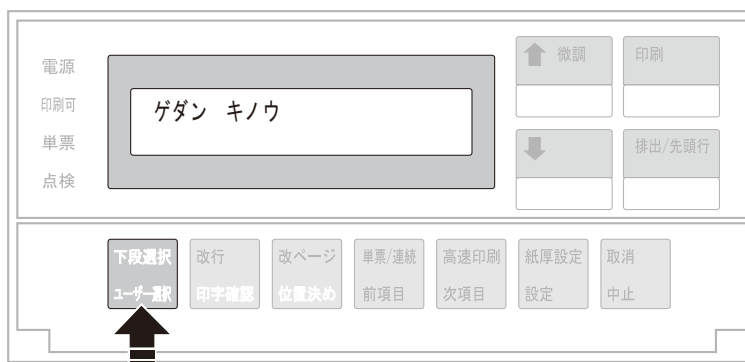 電源
印刷可
単票
点検
ゲダン キノウ
微調
印刷
排出/先頭行
下段選択
ユーザー選択
改行
印字確認
改ページ
位置決め
単票/連続
前項目
高速印刷
次項目
紙厚設定
設定
取消
中止